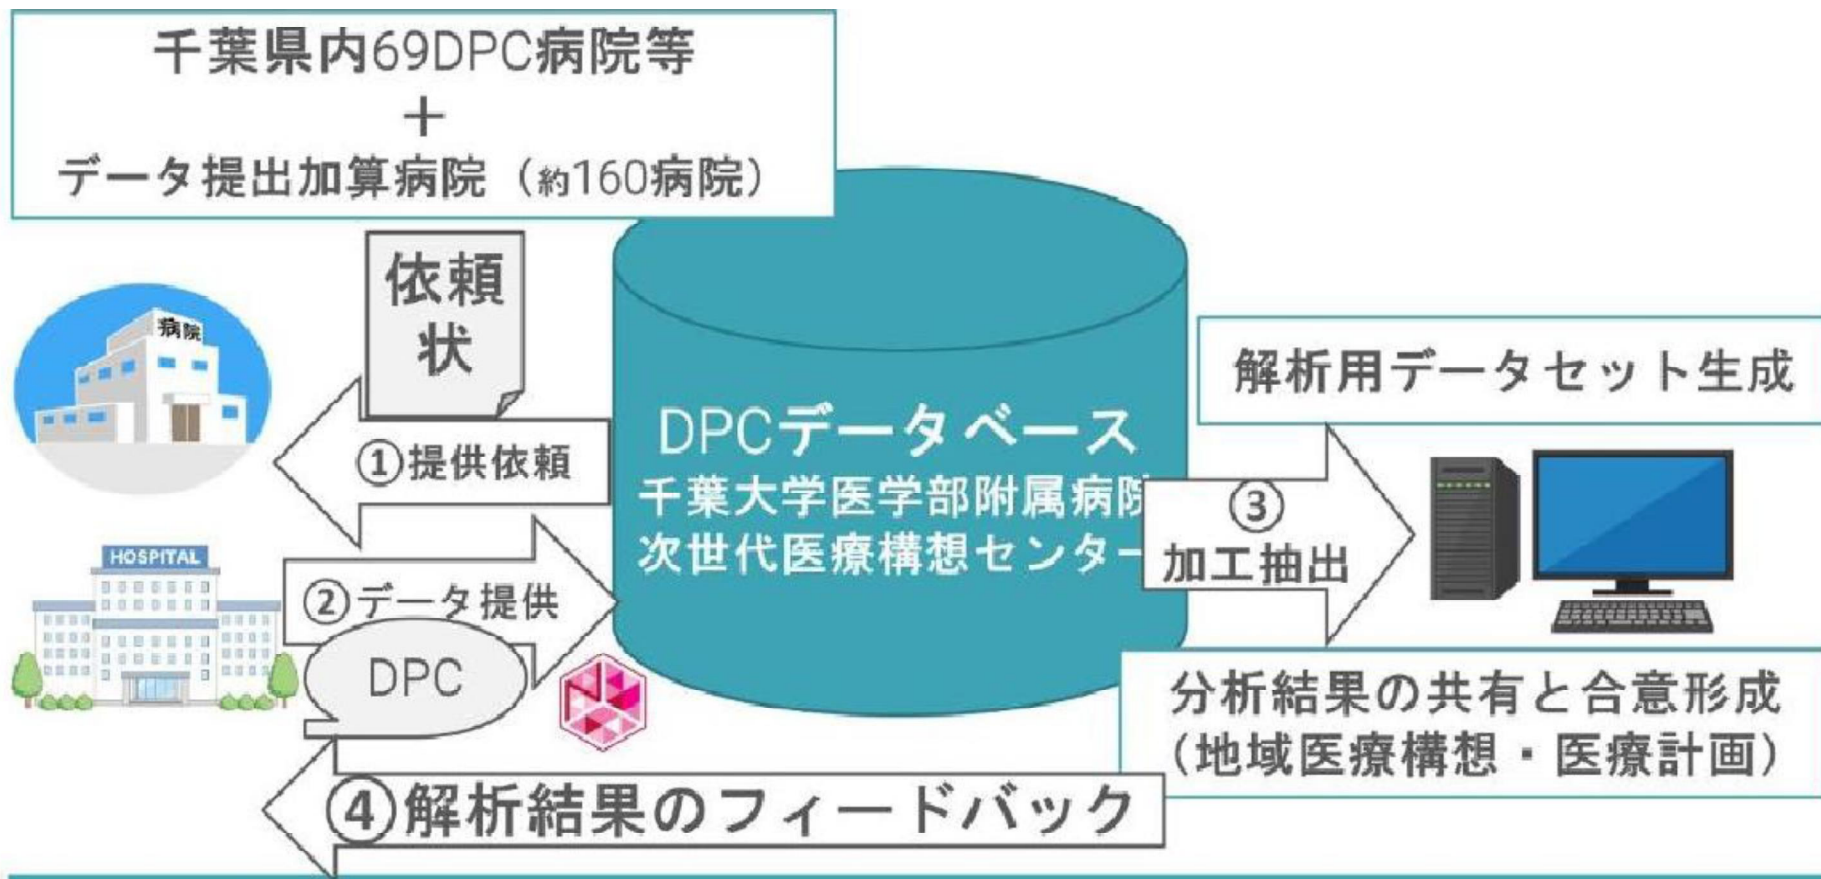 千葉県内69DPC病院等
＋
データ提出加算病院（約160病院）
依頼
状
病院
①提供依頼
DPCデータベース
千葉大学医学部附属病院
次世代医療構想センター
解析用データセット生成
③
加工抽出
HOSPITAL
②データ提供
DPC
分析結果の共有と合意形成
（地域医療構想・医療計画）
④解析結果のフィードバック